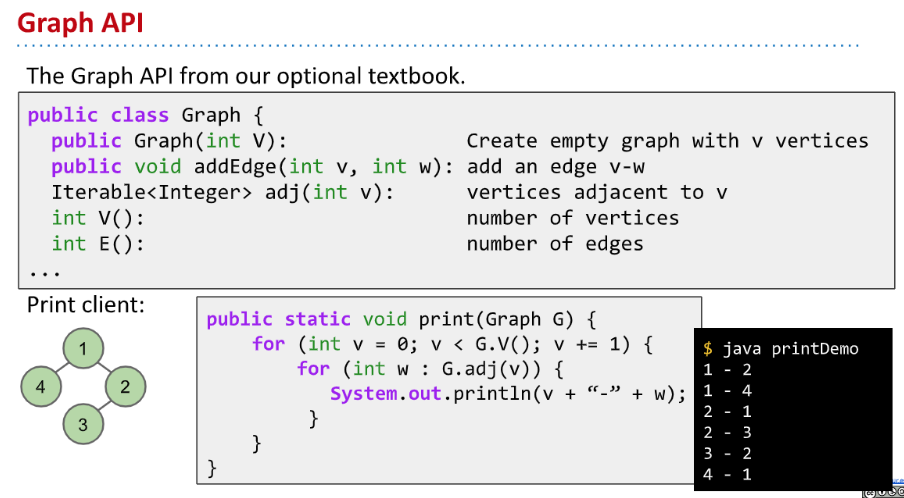 Graph API
The Graph API from our optional textbook.
public class Graph {
public Graph(int V): Create empty graph with v vertices
public void addEdge(int v, int w): add an edge v-w
Iterable<Integer> adj(int v): vertices adjacent to v
int V(): number of vertices
int E(): number of edges
...
Print client:
1
4
2
3
public static void print(Graph G) {
for (int v = 0; v < G.V(); v += 1) {
for (int w : G.adj(v)) {
System.out.println(v + “-” + w);
}
}
}
$ java printDemo
1 - 2
1 - 4
2 - 1
2 - 3
3 - 2
4 - 1